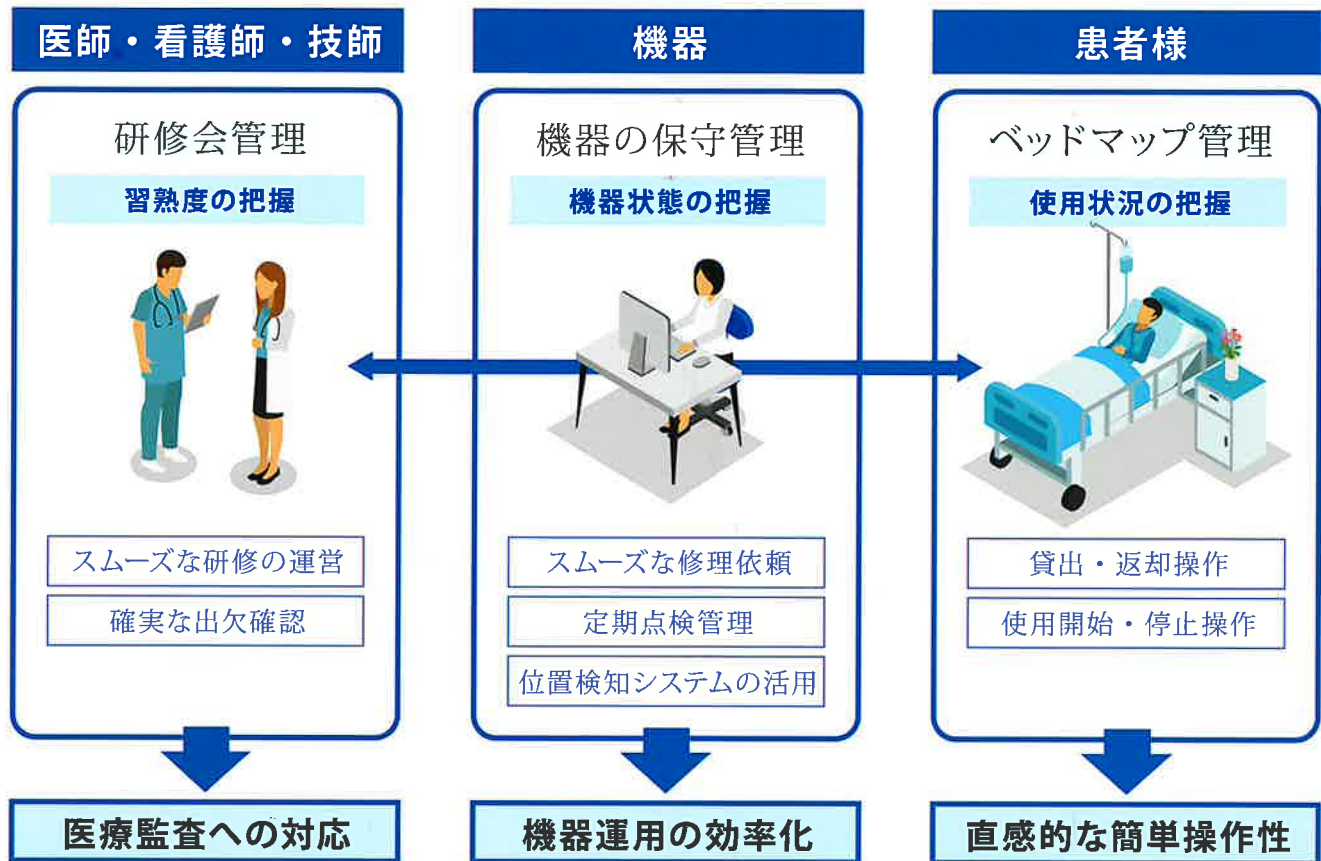 医師・看護師・技師
研修会管理
習熟度の把握
スムーズな研修の運営
確実な出欠確認
医療監査への対応
機器
機器の保守管理
機器状態の把握
スムーズな修理依頼
定期点検管理
位置検知システムの活用
機器運用の効率化
患者様
ベッドマップ管理
使用状況の把握
貸出・返却操作
使用開始・停止操作
直感的な簡単操作性